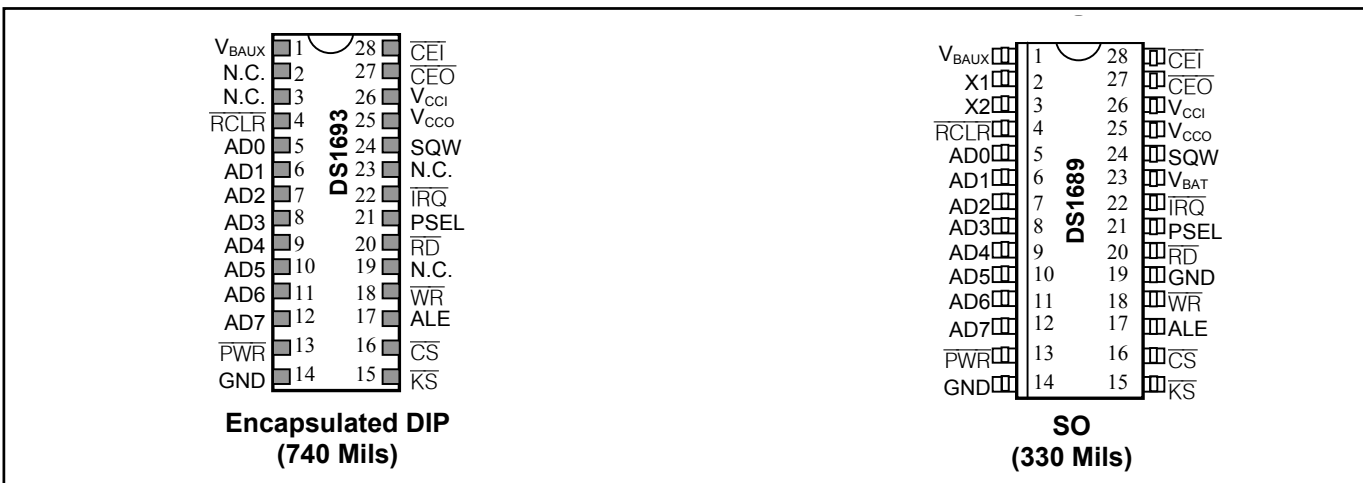 VBAUX 1 28 CEI
N.C. 2 27 CEO
N.C. 3 26 VCCI
RCLR 4 25 VCCO
AD0 5 24 SQW
AD1 6 23 N.C.
AD2 7 22 IRQ
AD3 8 21 PSEL
AD4 9 20 RD
AD5 10 19 N.C.
AD6 11 18 WR
AD7 12 17 ALE
PWR 13 16 CS
GND 14 15 KS
DS1693
Encapsulated DIP
(740 Mils)
VBAUX 1 28 CEI
X1 2 27 CEO
X2 3 26 VCCI
RCLR 4 25 VCCO
AD0 5 24 SQW
AD1 6 23 VBAT
AD2 7 22 IRQ
AD3 8 21 PSEL
AD4 9 20 RD
AD5 10 19 GND
AD6 11 18 WR
AD7 12 17 ALE
PWR 13 16 CS
GND 14 15 KS
DS1689
SO
(330 Mils)